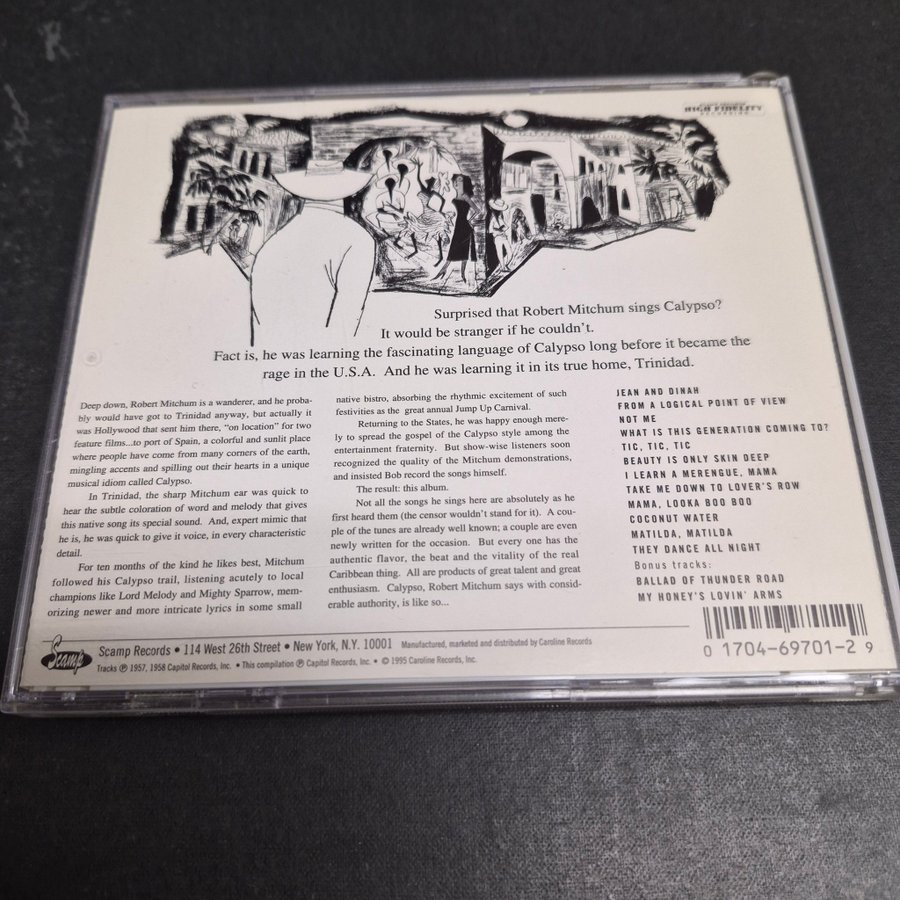 HIGH FIDELITY
RECORDING
Surprised that Robert Mitchum sings Calypso?
It would be stranger if he couldn't.
Fact is, he was learning the fascinating language of Calypso long before it became the
rage in the U.S.A. And he was learning it in its true home, Trinidad.
Deep down, Robert Mitchum is a wanderer, and he proba-
bly would have got to Trinidad anyway, but actually it
was Hollywood that sent him there, "on location" for two
feature films...to port of Spain, a colorful and sunlit place
where people have come from many corners of the earth,
mingling accents and spilling out their hearts in a unique
musical idiom called Calypso.
In Trinidad, the sharp Mitchum ear was quick to
hear the subtle coloration of word and melody that gives
this native song its special sound. And, expert mimic that
he is, he was quick to give it voice, in every characteristic
detail.
For ten months of the kind he likes best, Mitchum
followed his Calypso trail, listening acutely to local
champions like Lord Melody and Mighty Sparrow, mem-
orizing newer and more intricate lyrics in some small
native bistro, absorbing the rhythmic excitement of such
festivities as the great annual Jump Up Carnival.
Returning to the States, he was happy enough mere-
ly to spread the gospel of the Calypso style among the
entertainment fraternity. But show-wise listeners soon
recognized the quality of the Mitchum demonstrations,
and insisted Bob record the songs himself.
The result: this album.
Not all the songs he sings here are absolutely as he
first heard them (the censor wouldn't stand for it). A cou-
ple of the tunes are already well known; a couple are even
newly written for the occasion. But every one has the
authentic flavor, the beat and the vitality of the real
Caribbean thing. All are products of great talent and great
enthusiasm. Calypso, Robert Mitchum says with consid-
erable authority, is like so...
JEAN AND DINAH
FROM A LOGICAL POINT OF VIEW
NOT ME
WHAT IS THIS GENERATION COMING TO?
TIC, TIC, TIC
BEAUTY IS ONLY SKIN DEEP
I LEARN A MERENGUE, MAMA
TAKE ME DOWN TO LOVER'S ROW
MAMA, LOOKA BOO BOO
COCONUT WATER
MATILDA, MATILDA
THEY DANCE ALL NIGHT
Bonus tracks:
BALLAD OF THUNDER ROAD
MY HONEY'S LOVIN' ARMS
0 1704-69701-2 9
Scamp
Scamp Records • 114 West 26th Street • New York, N.Y. 10001 Manufactured, marketed and distributed by Caroline Records
Tracks ℗ 1957, 1958 Capitol Records, Inc. • This compilation ℗ Capitol Records, Inc. • © 1995 Caroline Records, Inc.